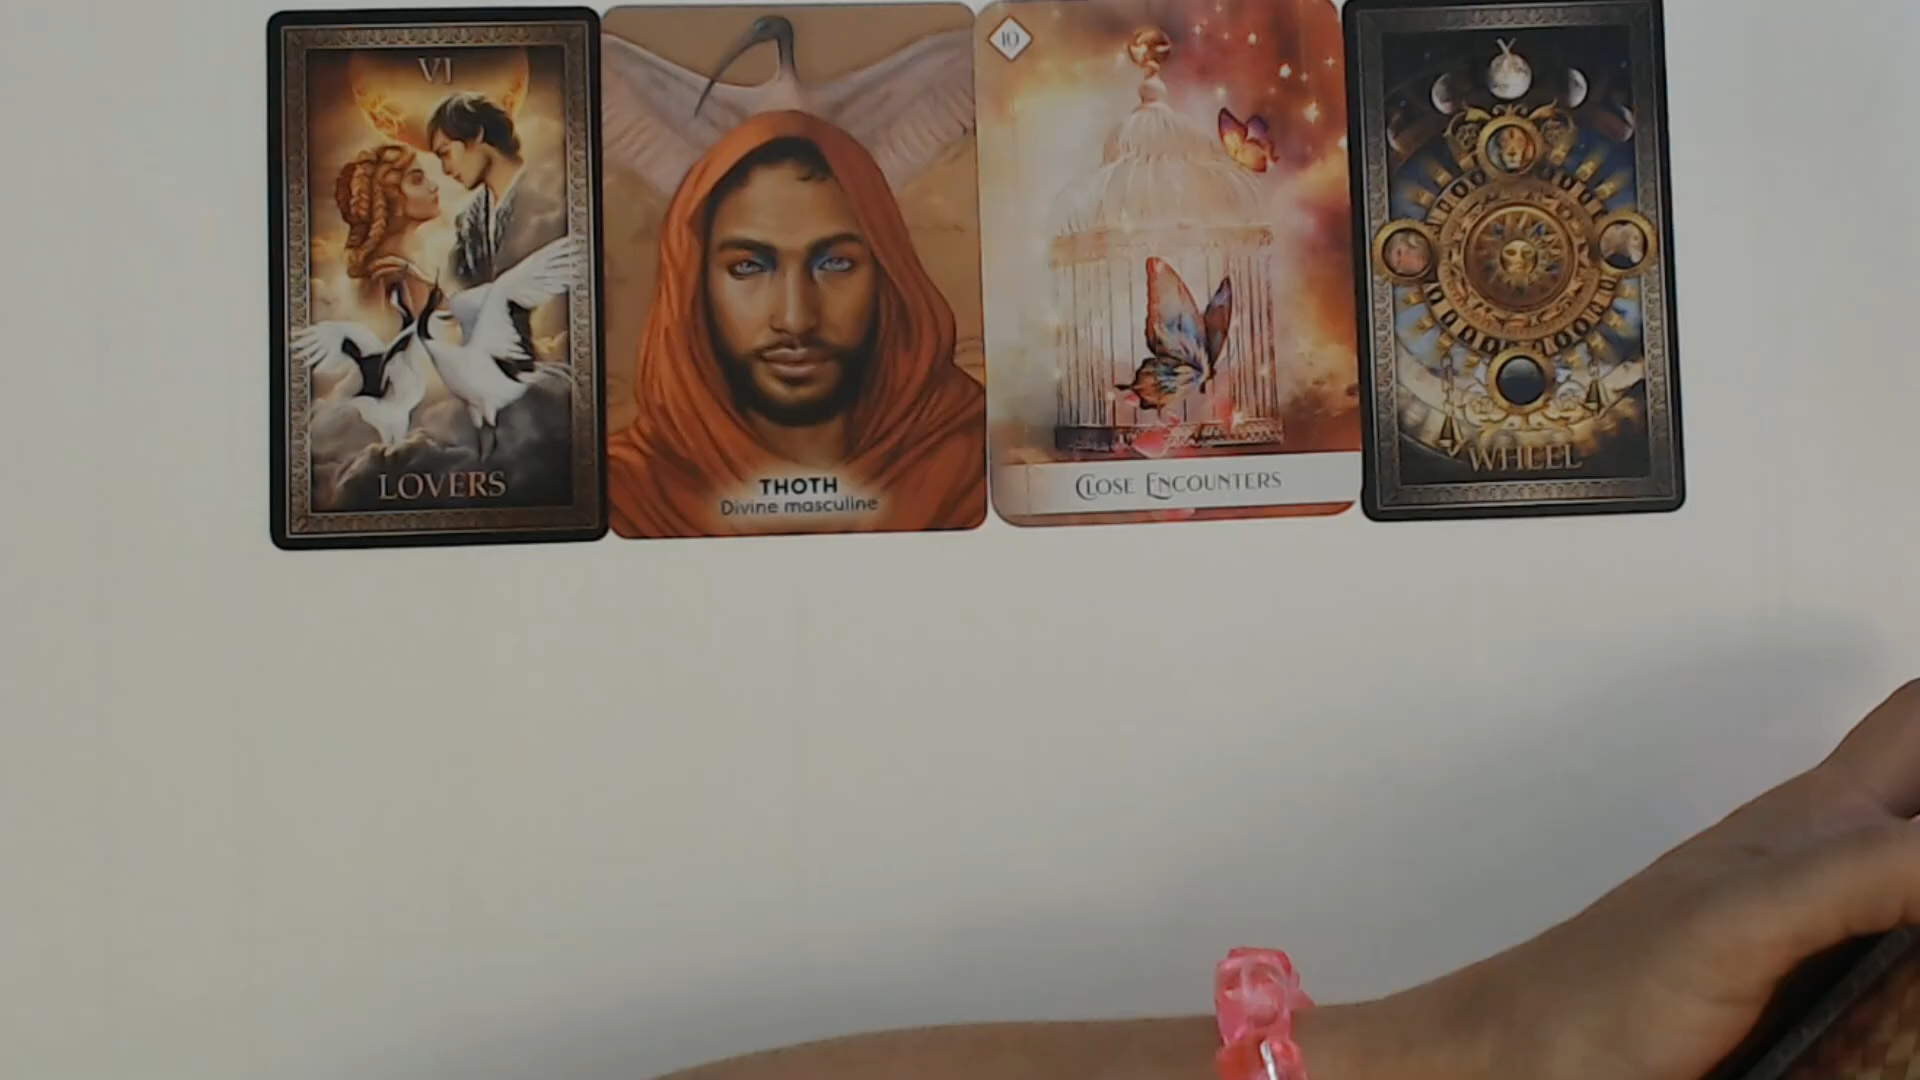 VI
LOVERS
THOTH
Divine masculine
10
CLOSE ENCOUNTERS
X
WHEEL